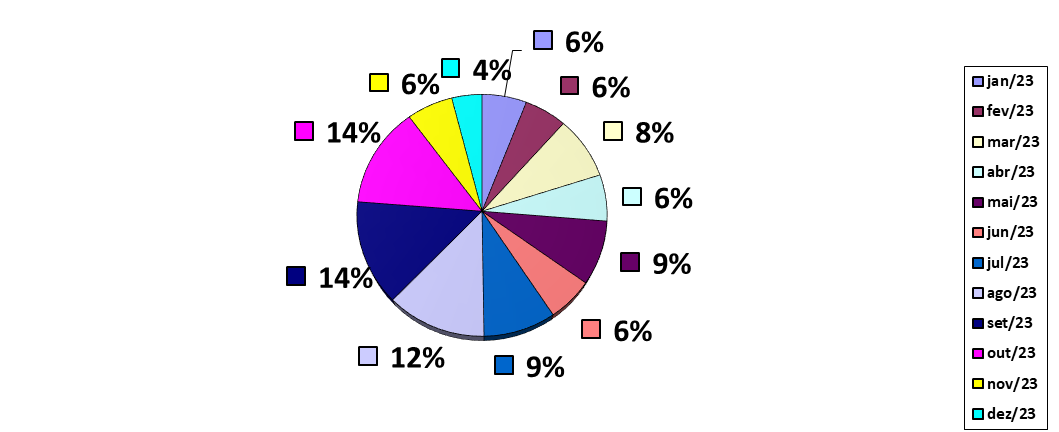 6%
6%
8%
6%
9%
6%
9%
12%
14%
14%
6%
4%
jan/23
fev/23
mar/23
abr/23
mai/23
jun/23
jul/23
ago/23
set/23
out/23
nov/23
dez/23